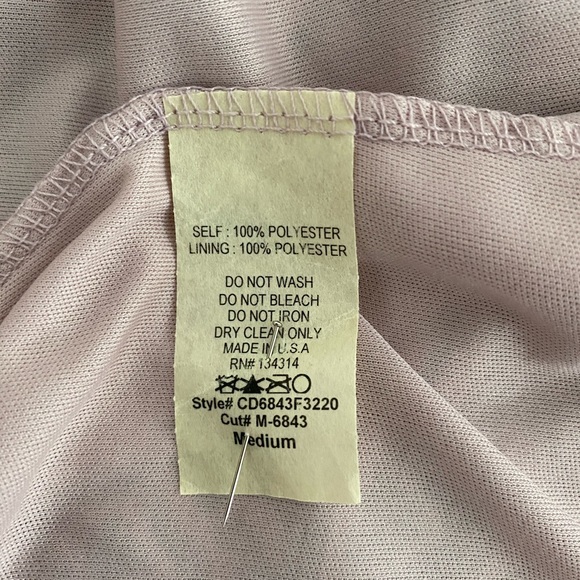 SELF : 100% POLYESTER
LINING : 100% POLYESTER
DO NOT WASH
DO NOT BLEACH
DO NOT IRON
DRY CLEAN ONLY
MADE IN U.S.A
RN# 134314
Style# CD6843F3220
Cut# M-6843
Medium